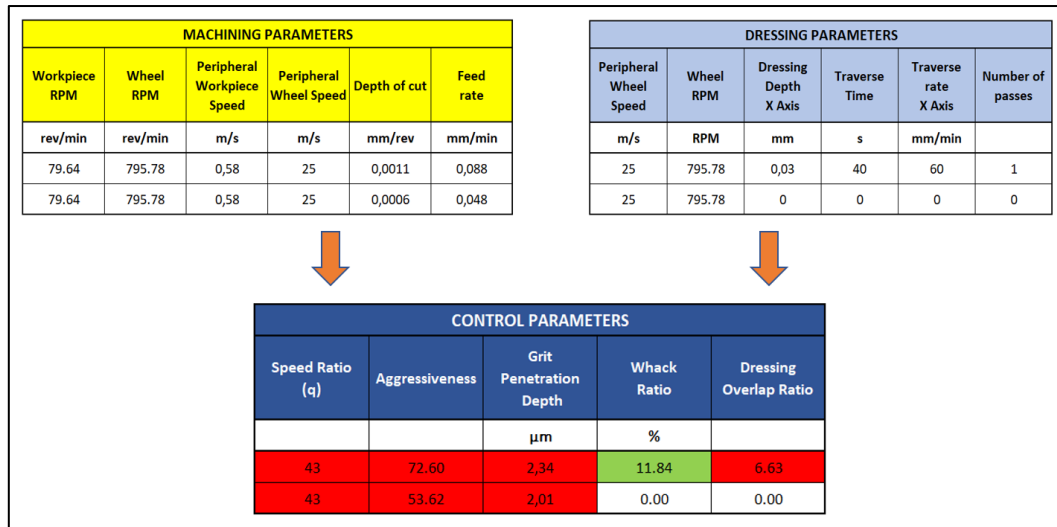 MACHINING PARAMETERS
Workpiece RPM Wheel RPM Peripheral Workpiece Speed Peripheral Wheel Speed Depth of cut Feed rate
rev/min rev/min m/s m/s mm/rev mm/min
79.64 795.78 0,58 25 0,0011 0,088
79.64 795.78 0,58 25 0,0006 0,048
DRESSING PARAMETERS
Peripheral Wheel Speed Wheel RPM Dressing Depth X Axis Traverse Time Traverse rate X Axis Number of passes
m/s RPM mm s mm/min
25 795.78 0,03 40 60 1
25 795.78 0 0 0 0
CONTROL PARAMETERS
Speed Ratio (q) Aggressiveness Grit Penetration Depth Whack Ratio Dressing Overlap Ratio
µm %
43 72.60 2,34 11.84 6.63
43 53.62 2,01 0.00 0.00